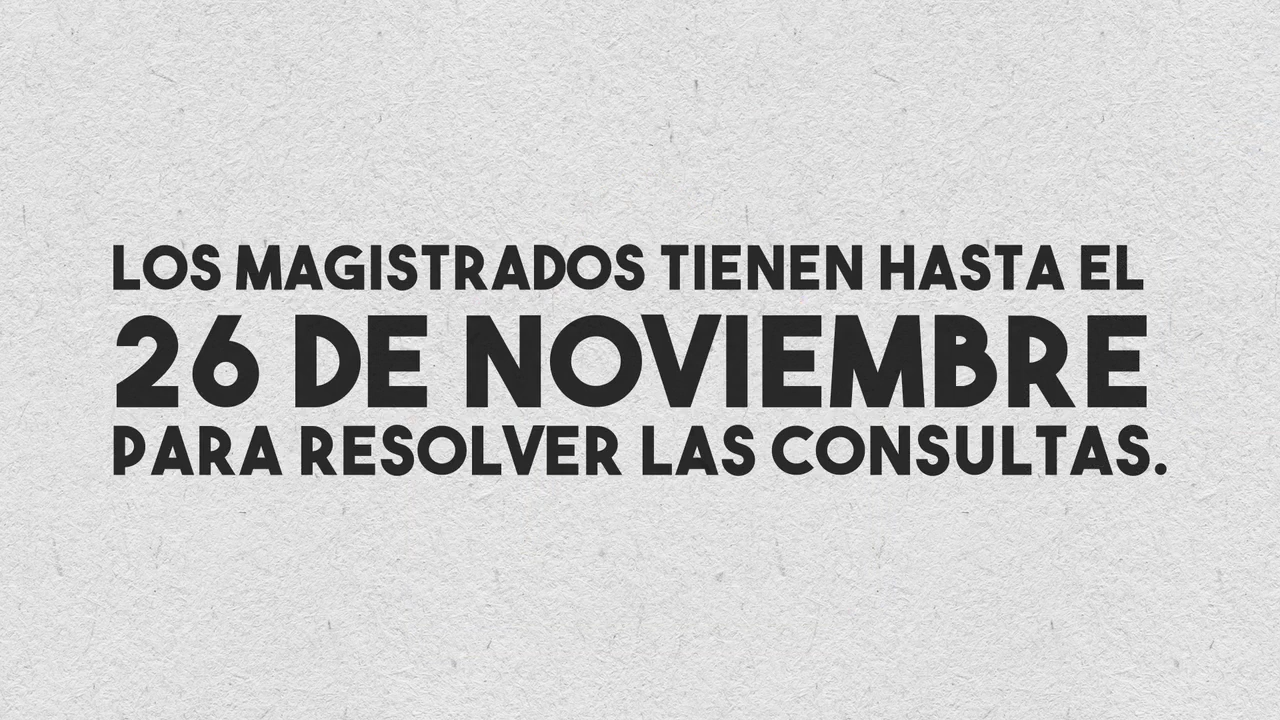 LOS MAGISTRADOS TIENEN HASTA EL
26 DE NOVIEMBRE
PARA RESOLVER LAS CONSULTAS.